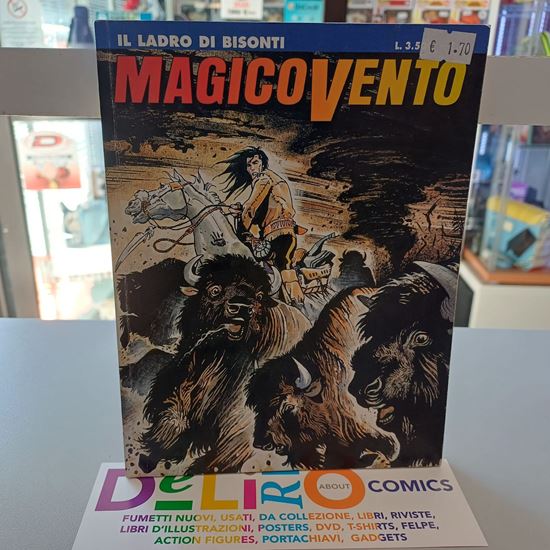 IL LADRO DI BISONTI
L. 3.5
€ 1.70
MAGICO VENTO
DeLiRiO ABOUT COMICS
FUMETTI NUOVI, USATI, DA COLLEZIONE, LIBRI, RIVISTE,
LIBRI D'ILLUSTRAZIONI, POSTERS, DVD, T-SHIRTS, FELPE,
ACTION FIGURES, PORTACHIAVI, GADGETS